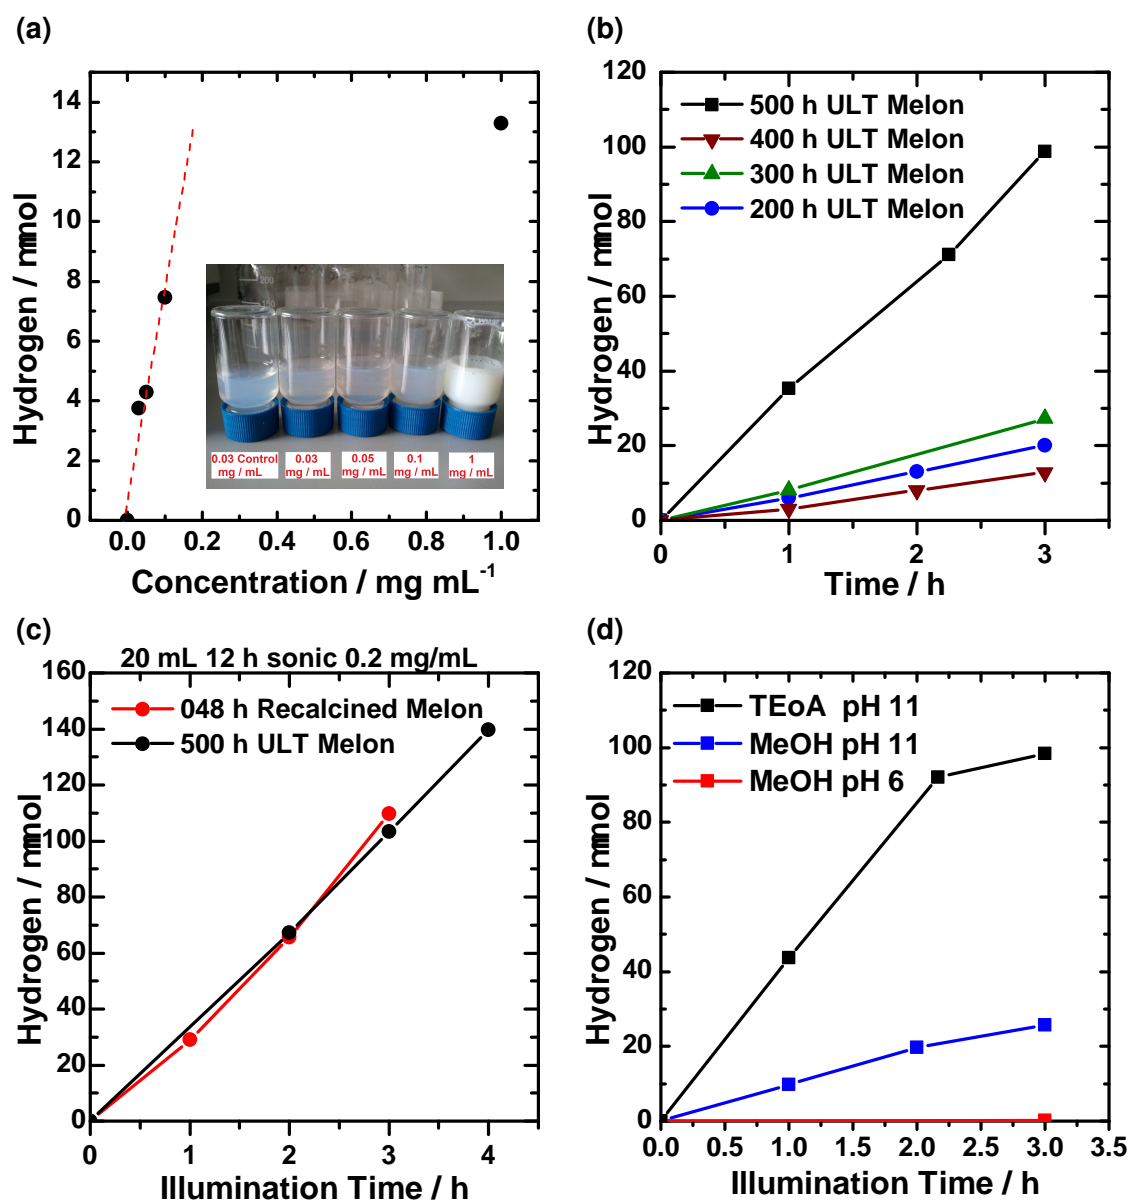 (a)
Hydrogen / mmol
14
12
10
8
6
4
2
0
0.0 0.2 0.4 0.6 0.8 1.0
Concentration / mg mL⁻¹
200
150
0.03 Control
mg / mL
0.03
mg / mL
0.05
mg / mL
0.1
mg / mL
1
mg / mL
(b)
Hydrogen / mmol
120
100
80
60
40
20
0
0 1 2 3
Time / h
500 h ULT Melon
400 h ULT Melon
300 h ULT Melon
200 h ULT Melon
(c)
20 mL 12 h sonic 0.2 mg/mL
Hydrogen / mmol
160
140
120
100
80
60
40
20
0
0 1 2 3 4
Illumination Time / h
048 h Recalcined Melon
500 h ULT Melon
(d)
Hydrogen / mmol
120
100
80
60
40
20
0
0.0 0.5 1.0 1.5 2.0 2.5 3.0 3.5
Illumination Time / h
TEoA pH 11
MeOH pH 11
MeOH pH 6